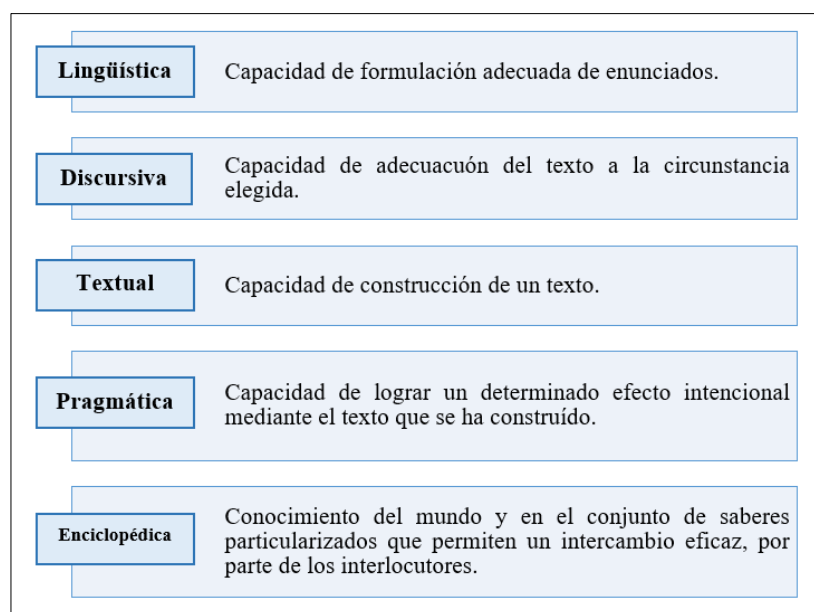 Lingüística
Capacidad de formulación adecuada de enunciados.
Discursiva
Capacidad de adecuacuón del texto a la circunstancia
elegida.
Textual
Capacidad de construcción de un texto.
Pragmática
Capacidad de lograr un determinado efecto intencional
mediante el texto que se ha construído.
Enciclopédica
Conocimiento del mundo y en el conjunto de saberes
particularizados que permiten un intercambio eficaz, por
parte de los interlocutores.